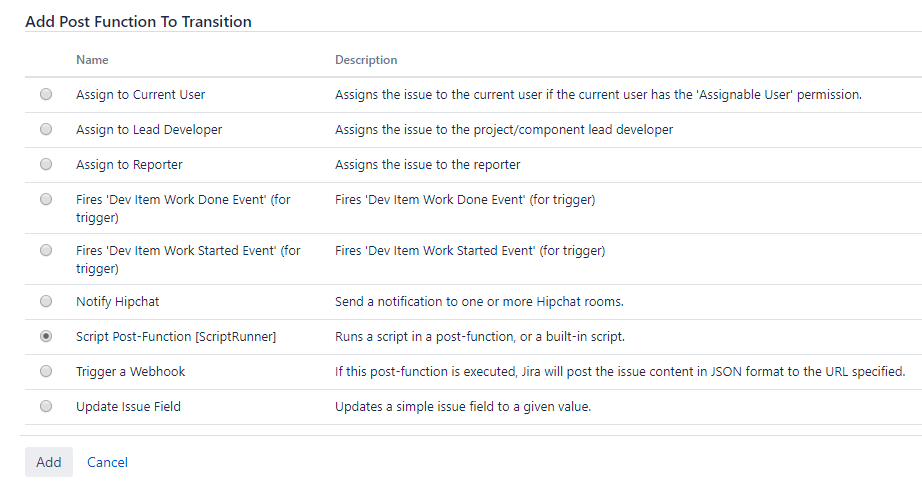 Add Post Function To Transition
Name Description
Assign to Current User Assigns the issue to the current user if the current user has the 'Assignable User' permission.
Assign to Lead Developer Assigns the issue to the project/component lead developer
Assign to Reporter Assigns the issue to the reporter
Fires 'Dev Item Work Done Event' (for Fires 'Dev Item Work Done Event' (for trigger)
trigger)
Fires 'Dev Item Work Started Event' (for Fires 'Dev Item Work Started Event' (for trigger)
trigger)
Notify Hipchat Send a notification to one or more Hipchat rooms.
Script Post-Function [ScriptRunner] Runs a script in a post-function, or a built-in script.
Trigger a Webhook If this post-function is executed, Jira will post the issue content in JSON format to the URL specified.
Update Issue Field Updates a simple issue field to a given value.
Add Cancel